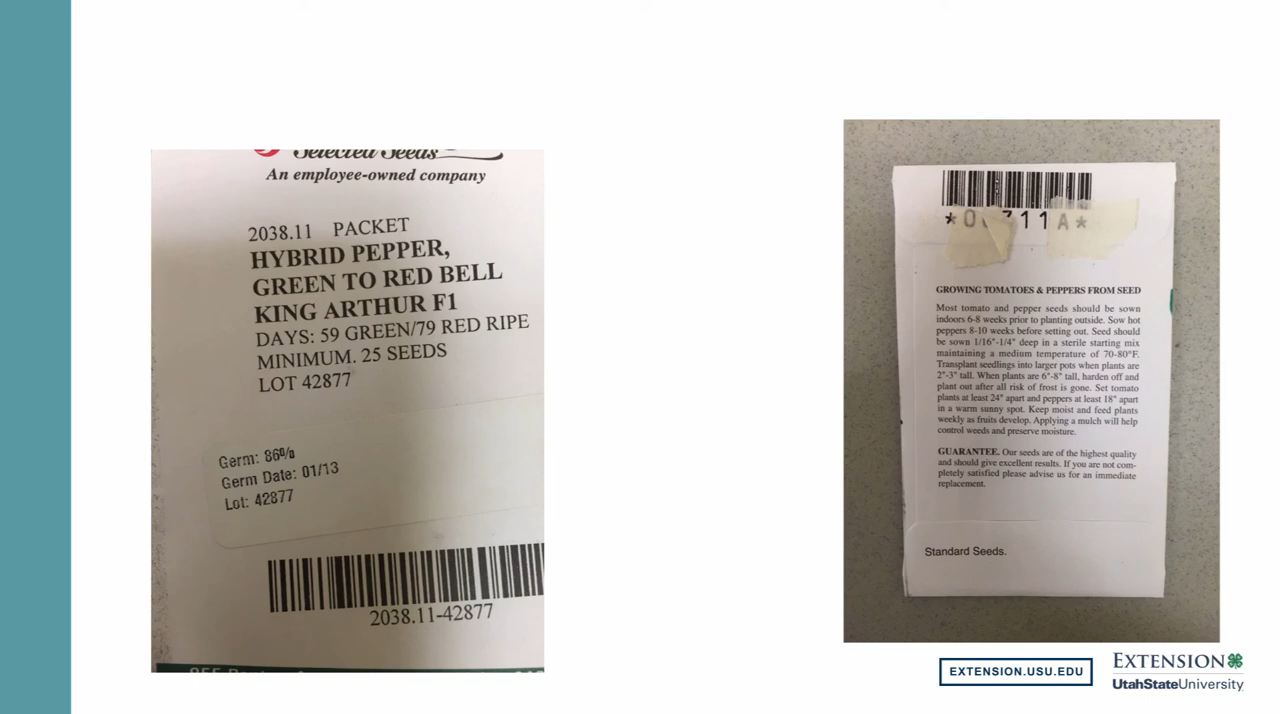 Selected Seeds
An employee-owned company
2038.11 PACKET
HYBRID PEPPER,
GREEN TO RED BELL
KING ARTHUR F1
DAYS: 59 GREEN/79 RED RIPE
MINIMUM. 25 SEEDS
LOT 42877
Germ: 86%
Germ Date: 01/13
Lot: 42877
2038.11-42877
GROWING TOMATOES & PEPPERS FROM SEED
Most tomato and pepper seeds should be sown
indoors 6-8 weeks prior to planting outside. Sow hot
peppers 8-10 weeks before setting out. Seed should
be sown 1/16"-1/4" deep in a sterile starting mix
maintaining a medium temperature of 70-80°F.
Transplant seedlings into larger pots when plants are
2"-3" tall. When plants are 6"-8" tall, harden off and
plant out after all risk of frost is gone. Set tomato
plants at least 24" apart and peppers at least 18" apart
in a warm sunny spot. Keep moist and feed plants
weekly as fruits develop. Applying a mulch will help
control weeds and preserve moisture.
GUARANTEE. Our seeds are of the highest quality
and should give excellent results. If you are not com-
pletely satisfied please advise us for an immediate
replacement.
Standard Seeds.
EXTENSION.USU.EDU
EXTENSION
UtahStateUniversity